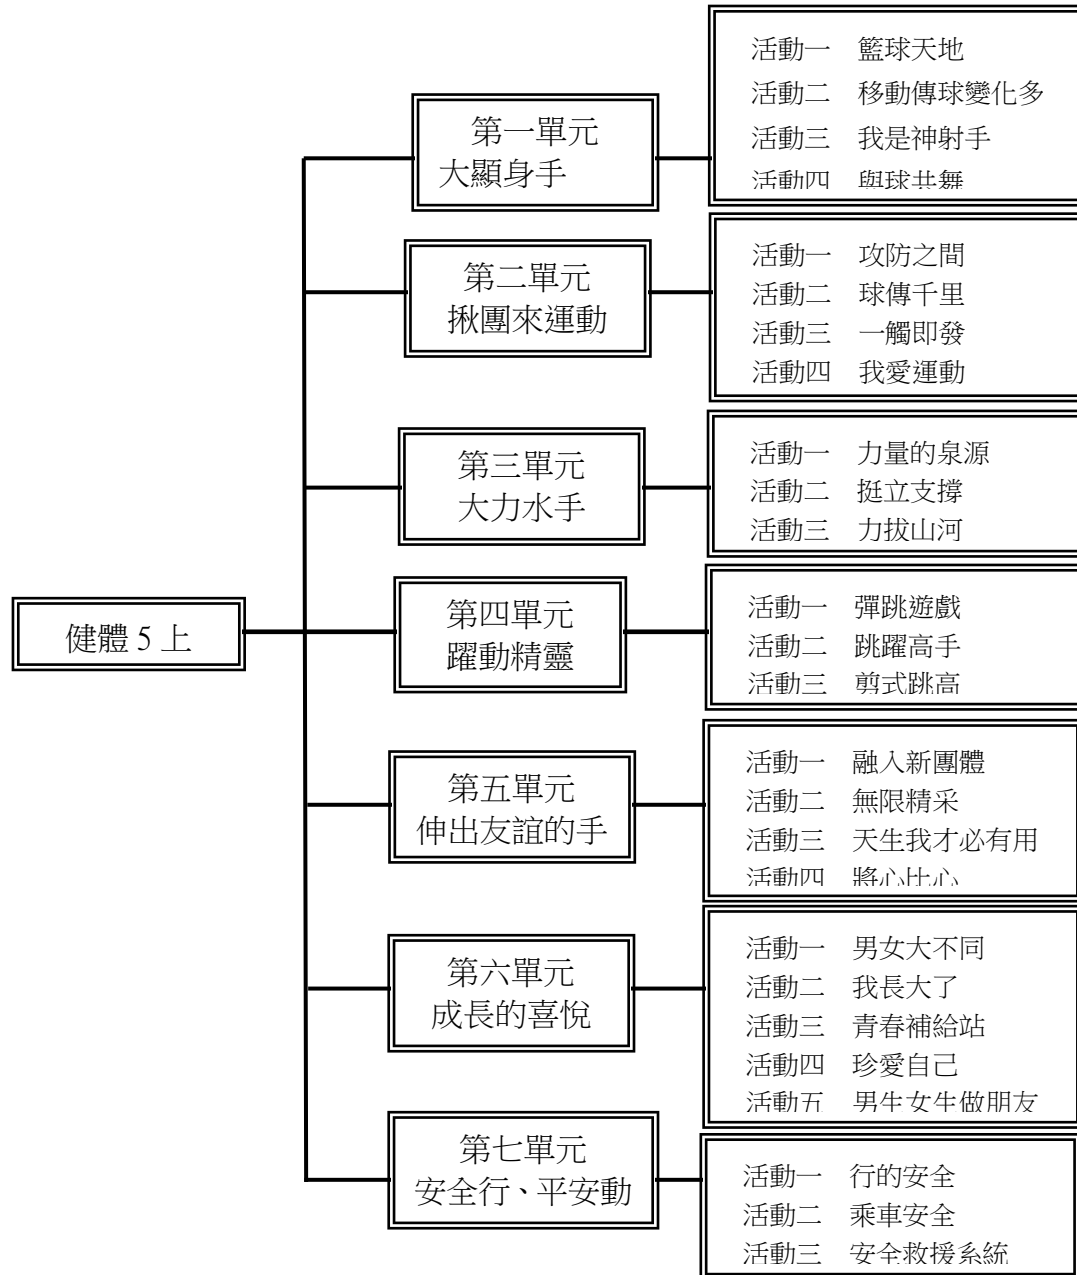 健體 5 上
第一單元
大顯身手
活動一　籃球天地
活動二　移動傳球變化多
活動三　我是神射手
活動四　與球共舞
第二單元
揪團來運動
活動一　攻防之間
活動二　球傳千里
活動三　一觸即發
活動四　我愛運動
第三單元
大力水手
活動一　力量的泉源
活動二　挺立支撐
活動三　力拔山河
第四單元
躍動精靈
活動一　彈跳遊戲
活動二　跳躍高手
活動三　剪式跳高
第五單元
伸出友誼的手
活動一　融入新團體
活動二　無限精采
活動三　天生我才必有用
活動四　將心比心
第六單元
成長的喜悅
活動一　男女大不同
活動二　我長大了
活動三　青春補給站
活動四　珍愛自己
活動五　男生女生做朋友
第七單元
安全行、平安動
活動一　行的安全
活動二　乘車安全
活動三　安全救援系統